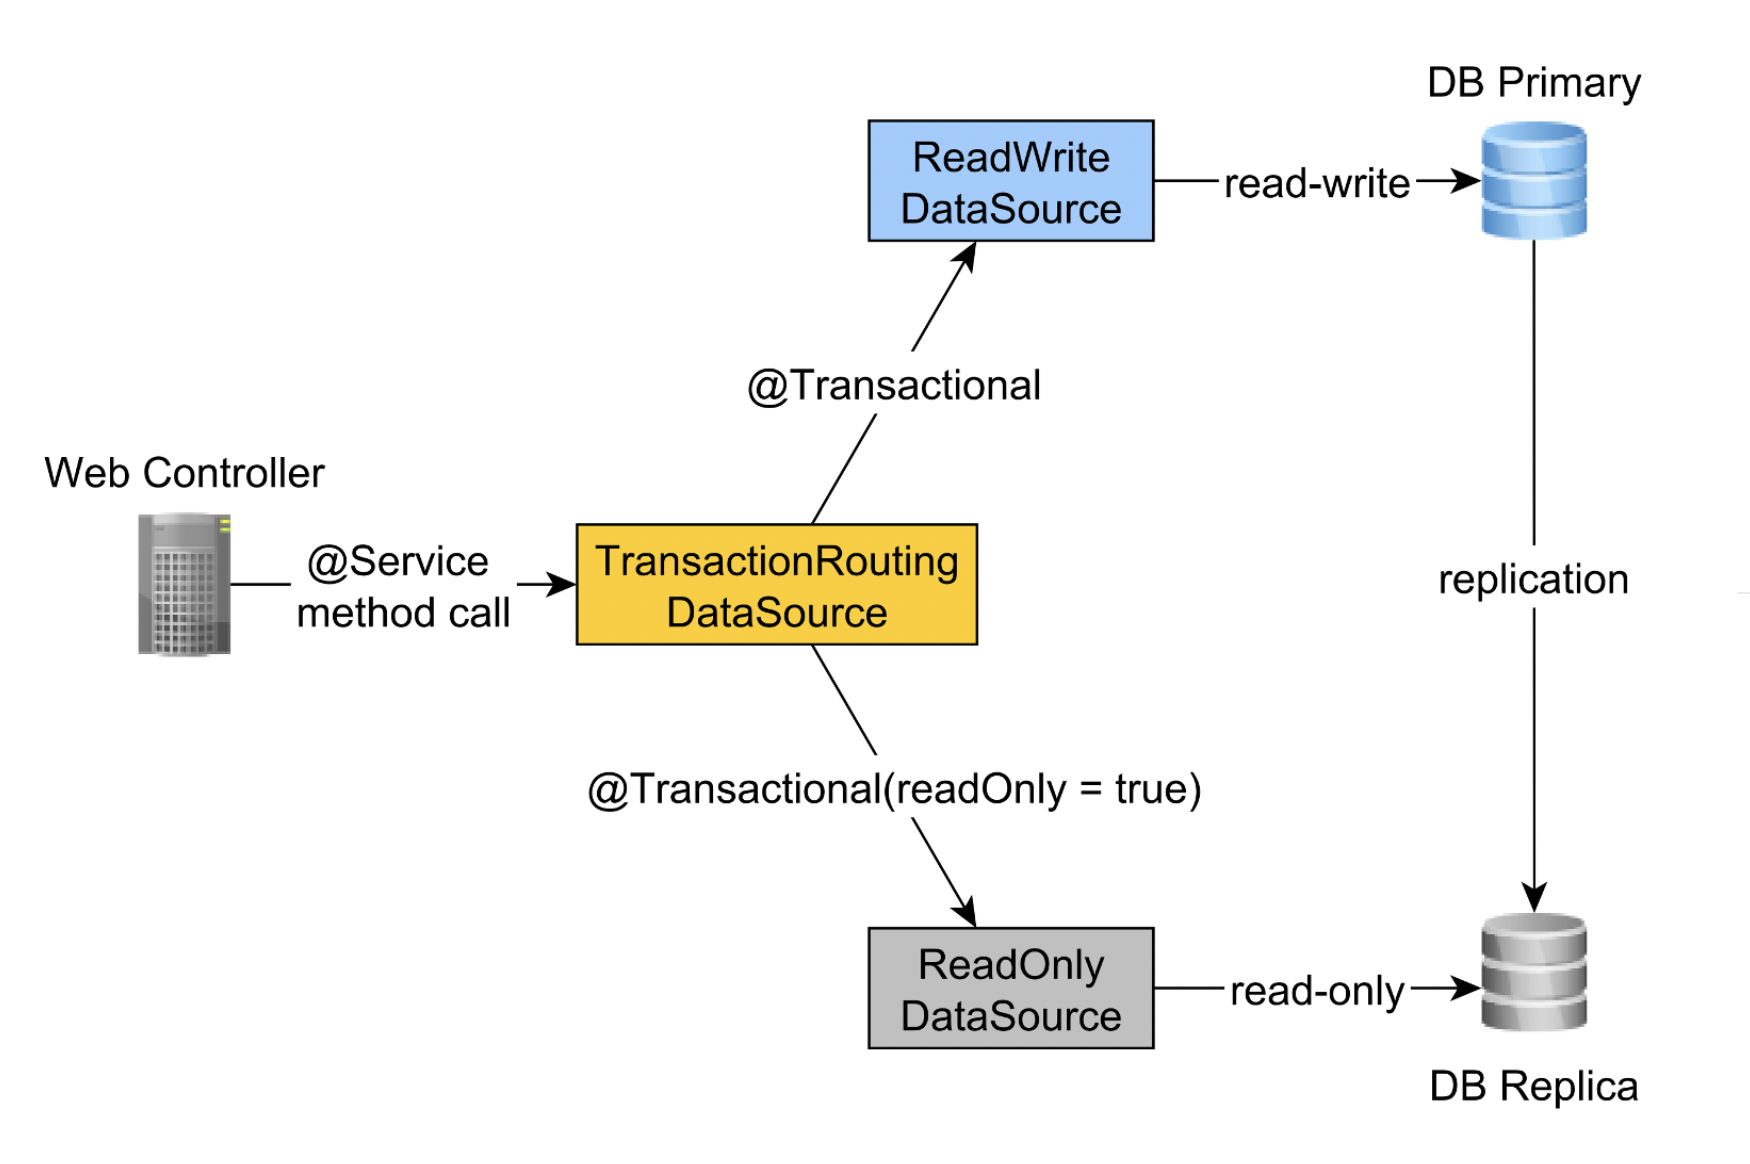 DB Primary
ReadWrite
DataSource
read-write
@Transactional
Web Controller
@Service
method call
TransactionRouting
DataSource
replication
@Transactional(readOnly = true)
ReadOnly
DataSource
read-only
DB Replica